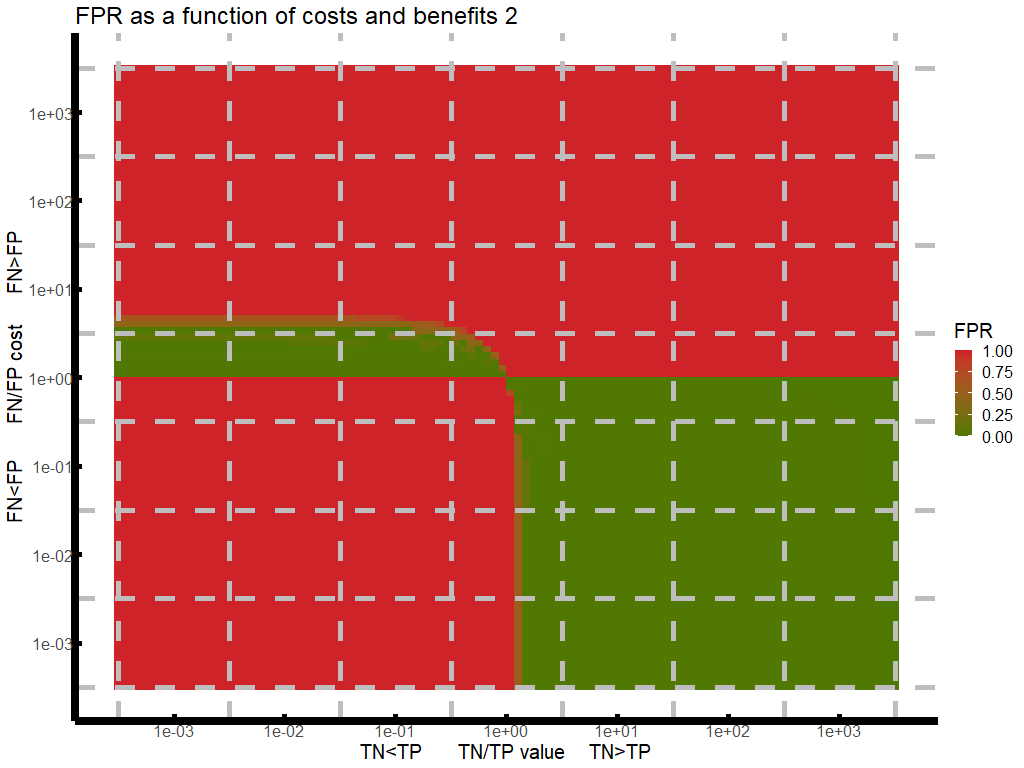 FPR as a function of costs and benefits 2
1e+03
1e+02
1e+01
1e+00
1e-01
1e-02
1e-03
FN<FP FN/FP cost FN>FP
1e-03 1e-02 1e-01 1e+00 1e+01 1e+02 1e+03
TN<TP TN/TP value TN>TP
FPR
1.00
0.75
0.50
0.25
0.00